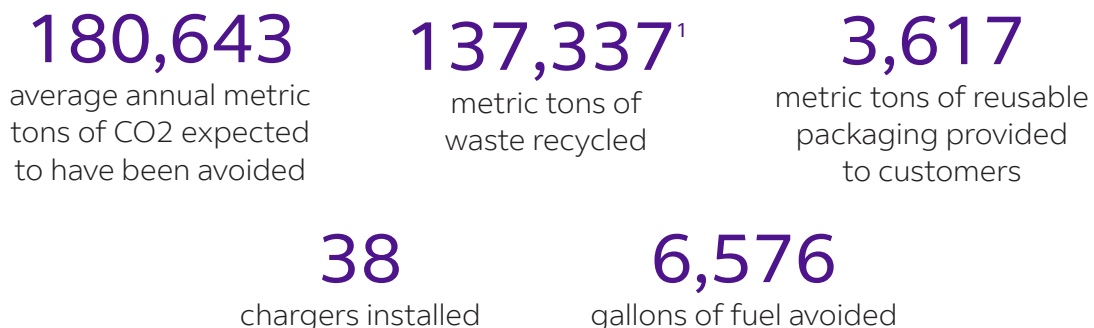 180,643
average annual metric
tons of CO2 expected
to have been avoided
137,337¹
metric tons of
waste recycled
3,617
metric tons of reusable
packaging provided
to customers
38
chargers installed
6,576
gallons of fuel avoided